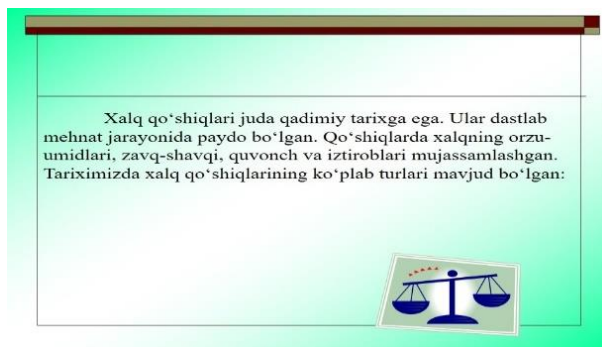 Xalq qo‘shiqlari juda qadimiy tarixga ega. Ular dastlab
mehnat jarayonida paydo bo‘lgan. Qo‘shiqlarda xalqning orzu-
umidlari, zavq-shavqi, quvonch va iztiroblari mujassamlashgan.
Tariximizda xalq qo‘shiqlarining ko‘plab turlari mavjud bo‘lgan: